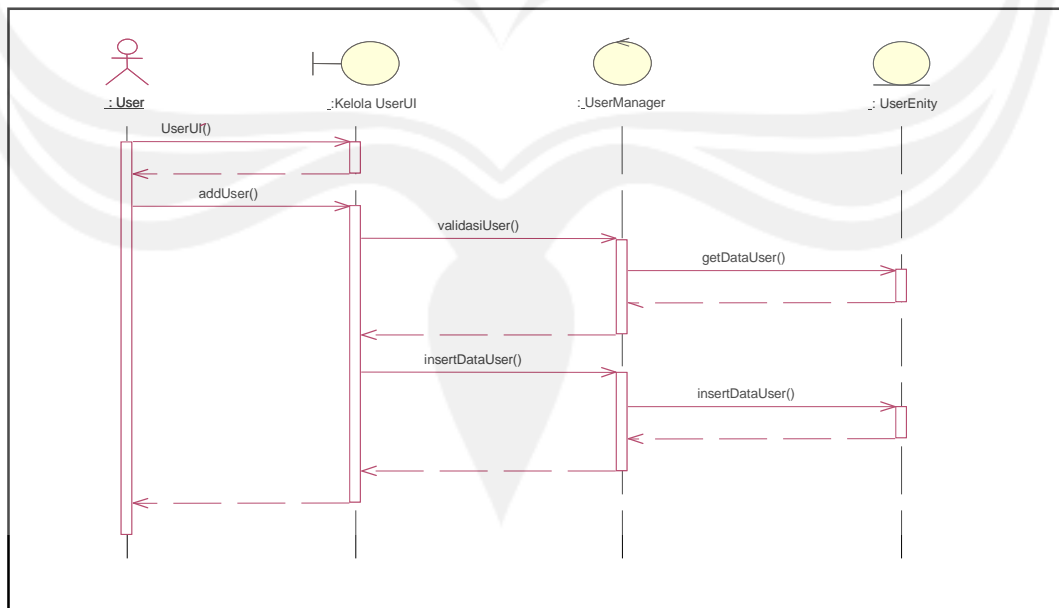 : User
:Kelola UserUI
: UserManager
: UserEnity
UserUI()
addUser()
validasiUser()
getDataUser()
insertDataUser()
insertDataUser()